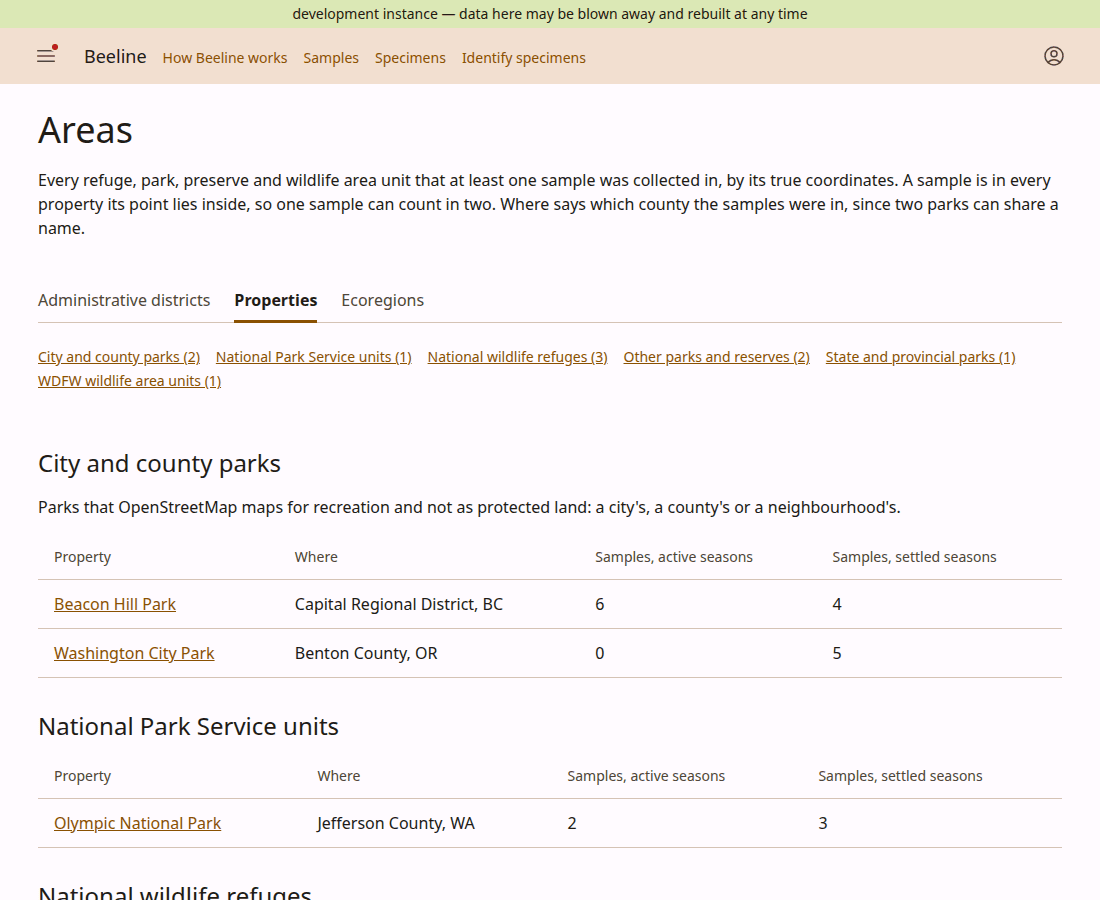 development instance — data here may be blown away and rebuilt at any time
Beeline How Beeline works Samples Specimens Identify specimens
Areas
Every refuge, park, preserve and wildlife area unit that at least one sample was collected in, by its true coordinates. A sample is in every
property its point lies inside, so one sample can count in two. Where says which county the samples were in, since two parks can share a
name.
Administrative districts Properties Ecoregions
City and county parks (2) National Park Service units (1) National wildlife refuges (3) Other parks and reserves (2) State and provincial parks (1)
WDFW wildlife area units (1)
City and county parks
Parks that OpenStreetMap maps for recreation and not as protected land: a city's, a county's or a neighbourhood's.
Property Where Samples, active seasons Samples, settled seasons
Beacon Hill Park Capital Regional District, BC 6 4
Washington City Park Benton County, OR 0 5
National Park Service units
Property Where Samples, active seasons Samples, settled seasons
Olympic National Park Jefferson County, WA 2 3
National wildlife refuges